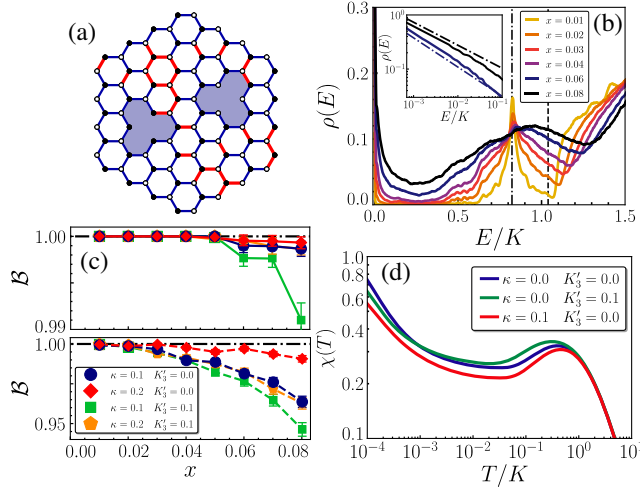 (a)
(b)
ρ(E)
0.3
0.2
0.1
0.0
0.0
0.5
1.0
1.5
E/K
x = 0.01
x = 0.02
x = 0.03
x = 0.04
x = 0.06
x = 0.08
ρ(E)
10⁰
10⁻¹
10⁻³
10⁻²
10⁻¹
E/K
(c)
B
1.00
0.99
B
1.00
0.95
κ = 0.1 K′₃ = 0.0
κ = 0.2 K′₃ = 0.0
κ = 0.1 K′₃ = 0.1
κ = 0.2 K′₃ = 0.1
0.00
0.02
0.04
0.06
0.08
x
(d)
χ(T)
1.0
0.6
0.4
0.2
0.1
κ = 0.0 K′₃ = 0.0
κ = 0.0 K′₃ = 0.1
κ = 0.1 K′₃ = 0.0
10⁻⁴
10⁻³
10⁻²
10⁻¹
10⁰
10¹
T/K